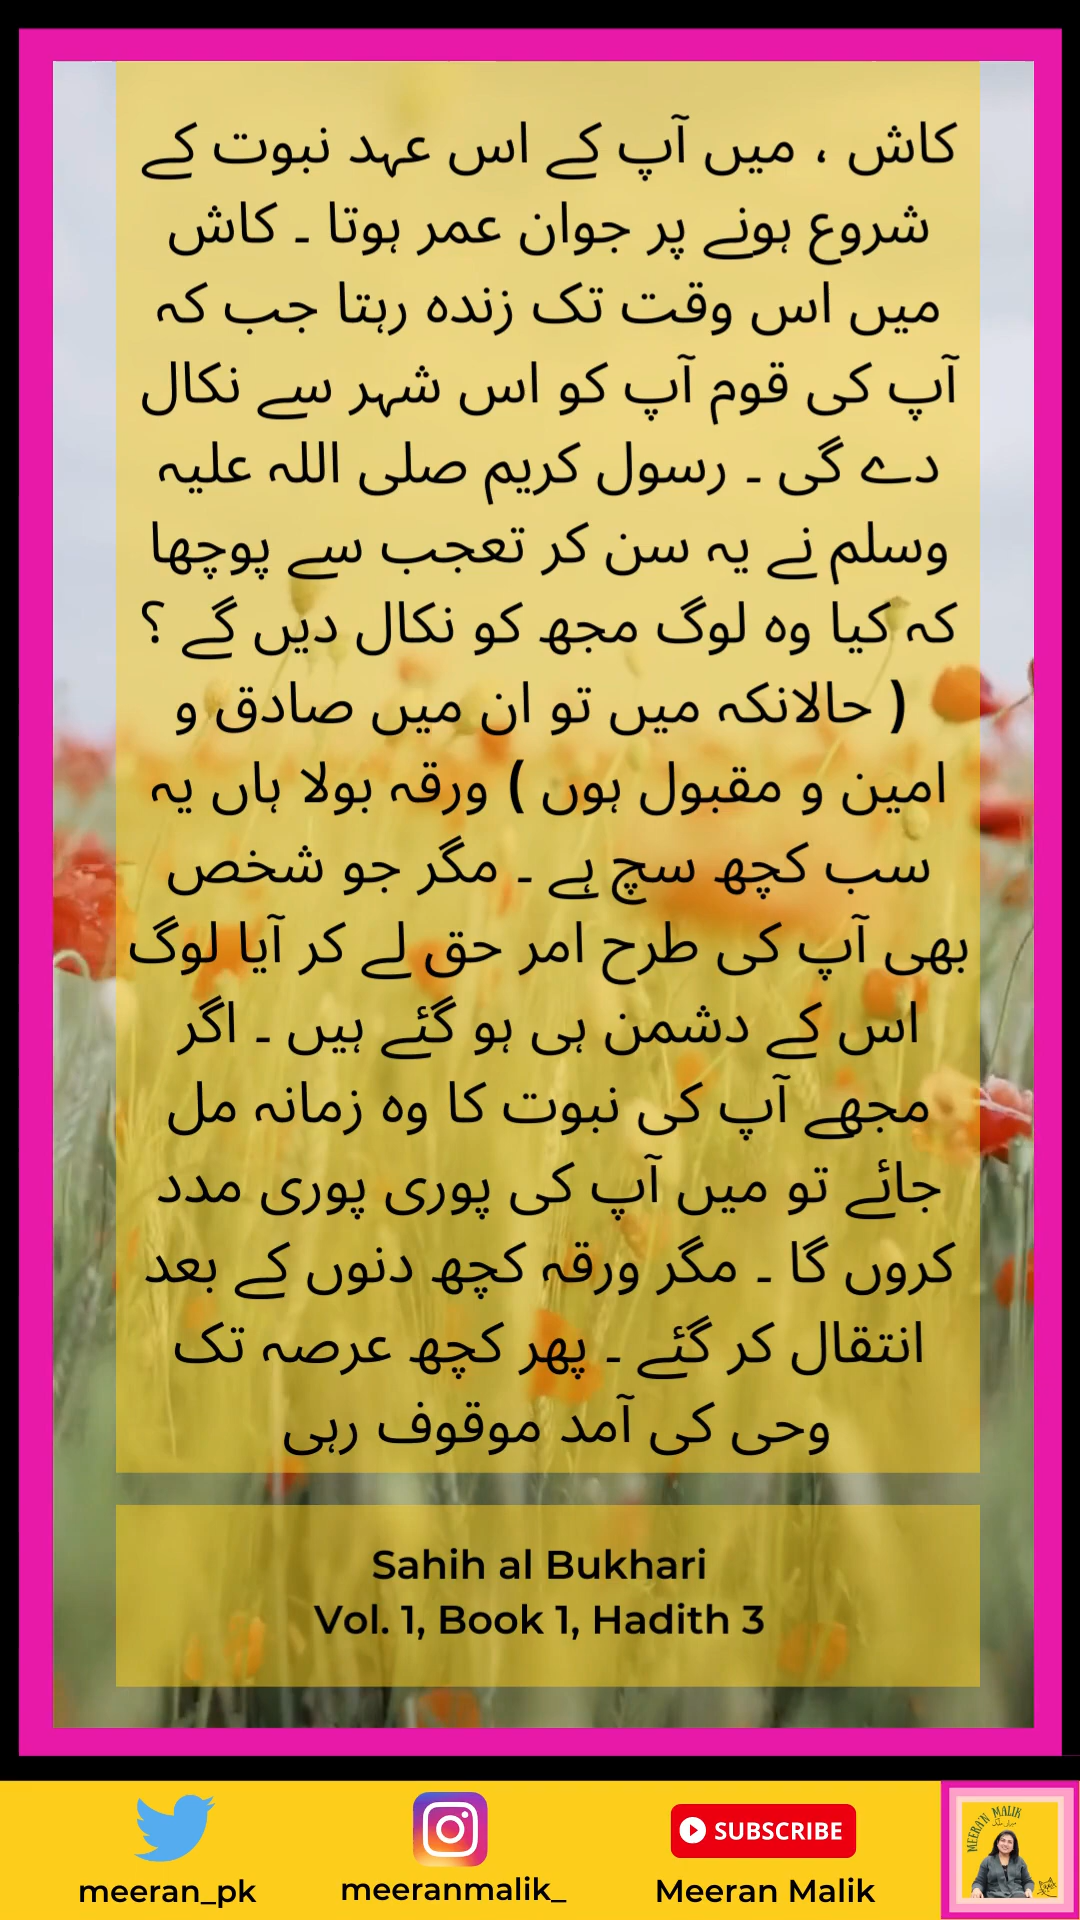 کاش ، میں آپ کے اس عہد نبوت کے
شروع ہونے پر جوان عمر ہوتا ۔ کاش
میں اس وقت تک زندہ رہتا جب کہ
آپ کی قوم آپ کو اس شہر سے نکال
دے گی ۔ رسول کریم صلی اللہ علیہ
وسلم نے یہ سن کر تعجب سے پوچھا
کہ کیا وہ لوگ مجھ کو نکال دیں گے ؟
( حالانکہ میں تو ان میں صادق و
امین و مقبول ہوں ) ورقہ بولا ہاں یہ
سب کچھ سچ ہے ۔ مگر جو شخص
بھی آپ کی طرح امر حق لے کر آیا لوگ
اس کے دشمن ہی ہو گئے ہیں ۔ اگر
مجھے آپ کی نبوت کا وہ زمانہ مل
جائے تو میں آپ کی پوری پوری مدد
کروں گا ۔ مگر ورقہ کچھ دنوں کے بعد
انتقال کر گئے ۔ پھر کچھ عرصہ تک
وحی کی آمد موقوف رہی
Sahih al Bukhari
Vol. 1, Book 1, Hadith 3
meeran_pk
meeranmalik_
SUBSCRIBE
Meeran Malik
MEERA'N MALIK